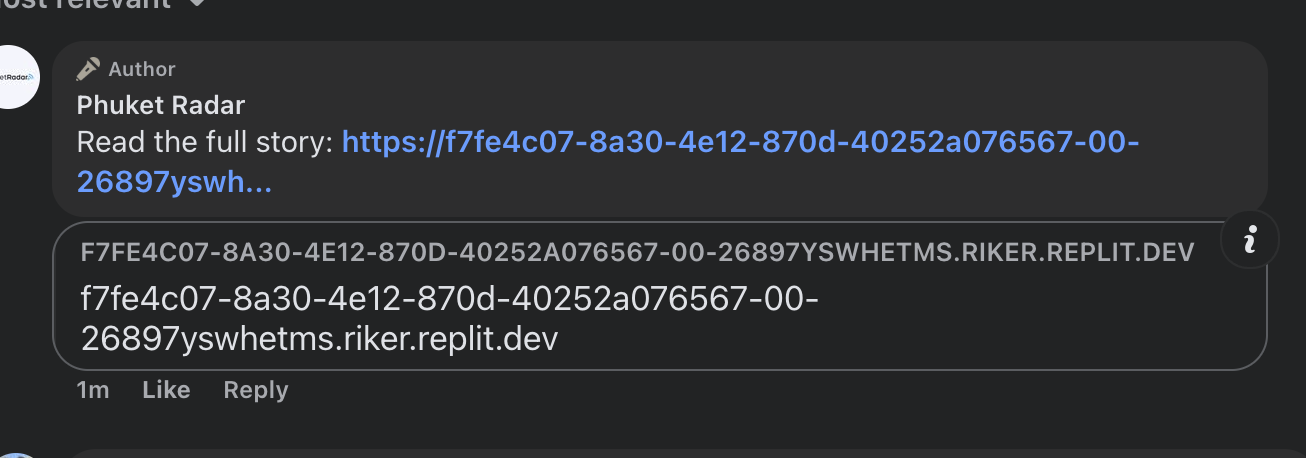 ost relevant
etRadar
Author
Phuket Radar
Read the full story: https://f7fe4c07-8a30-4e12-870d-40252a076567-00-
26897yswh...
F7FE4C07-8A30-4E12-870D-40252A076567-00-26897YSWHETMS.RIKER.REPLIT.DEV
f7fe4c07-8a30-4e12-870d-40252a076567-00-
26897yswhetms.riker.replit.dev
1m Like Reply